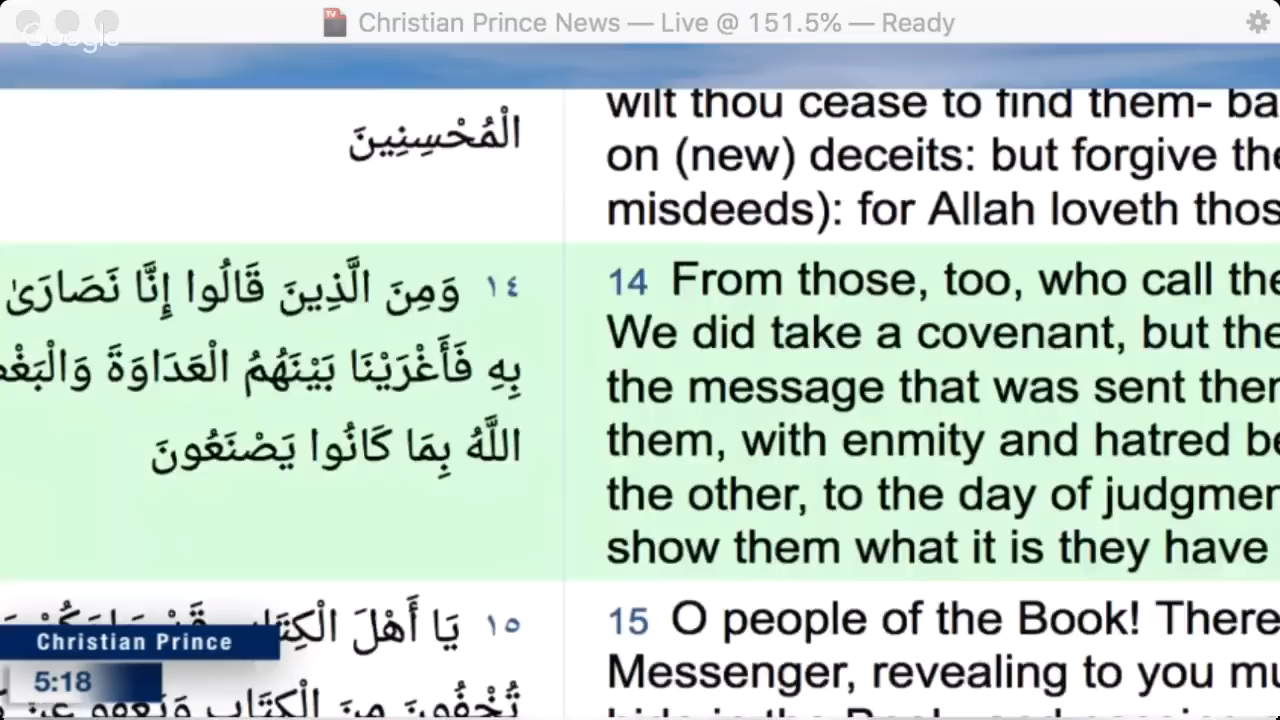 Christian Prince News — Live @ 151.5% — Ready
Google
الْمُحْسِنِينَ
١٤ وَمِنَ الَّذِينَ قَالُوا إِنَّا نَصَارَىٰ
بِهِ فَأَغْرَيْنَا بَيْنَهُمُ الْعَدَاوَةَ وَالْبَغْ
اللَّهُ بِمَا كَانُوا يَصْنَعُونَ
١٥ يَا أَهْلَ الْكِتَابِ
تُخْفُونَ مِنَ الْكِتَابِ وَيَعْفُو عَن
wilt thou cease to find them- ba
on (new) deceits: but forgive the
misdeeds): for Allah loveth thos
14 From those, too, who call the
We did take a covenant, but the
the message that was sent ther
them, with enmity and hatred be
the other, to the day of judgmer
show them what it is they have
15 O people of the Book! There
Messenger, revealing to you mu
Christian Prince
5:18